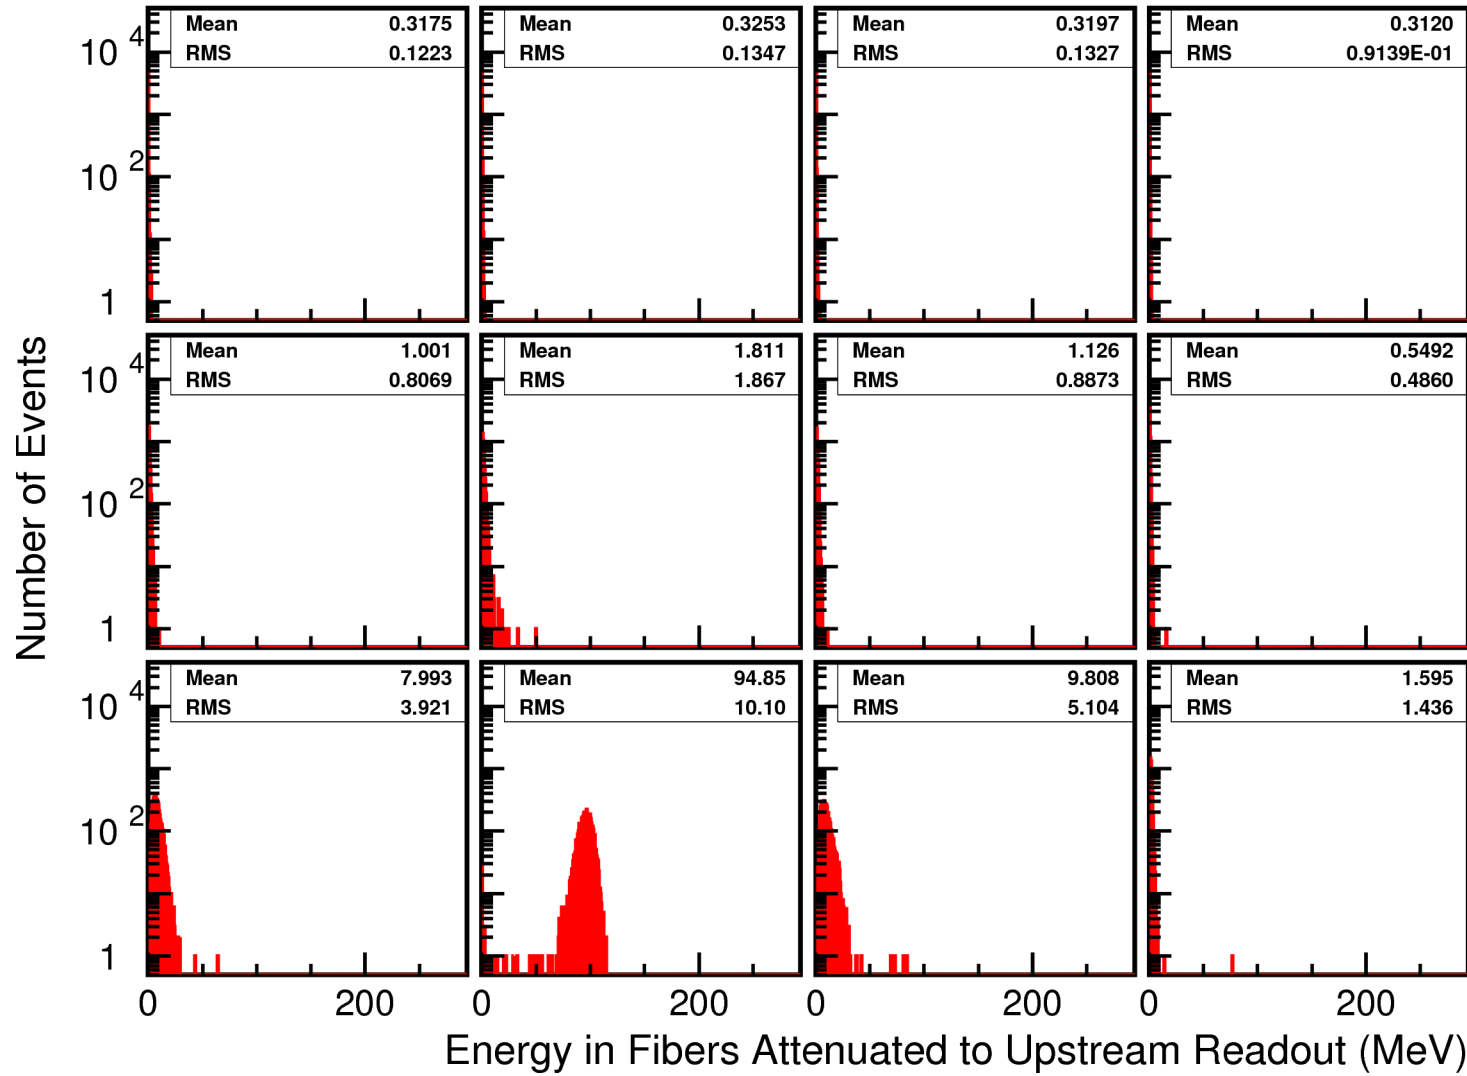 Mean 0.3175 Mean 0.3253 Mean 0.3197 Mean 0.3120
RMS 0.1223 RMS 0.1347 RMS 0.1327 RMS 0.9139E-01
10 4
10 2
1
Mean 1.001 Mean 1.811 Mean 1.126 Mean 0.5492
RMS 0.8069 RMS 1.867 RMS 0.8873 RMS 0.4860
10 4
10 2
1
Number of Events
Mean 7.993 Mean 94.85 Mean 9.808 Mean 1.595
RMS 3.921 RMS 10.10 RMS 5.104 RMS 1.436
10 4
10 2
1
0 200 0 200 0 200 0 200
Energy in Fibers Attenuated to Upstream Readout (MeV)